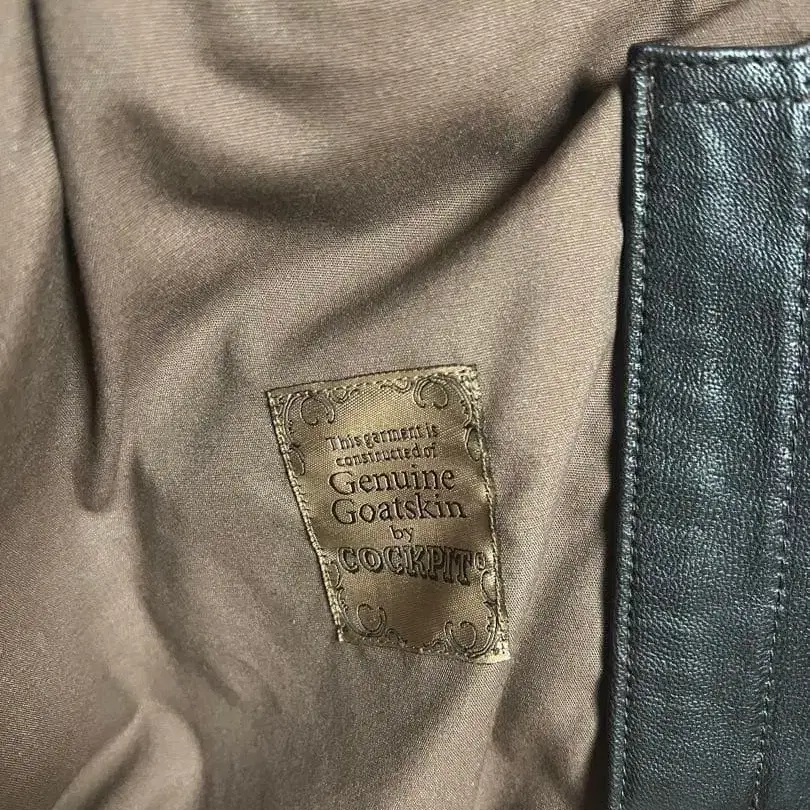 This garment is
constructed of
Genuine
Goatskin
by
COCKPIT®